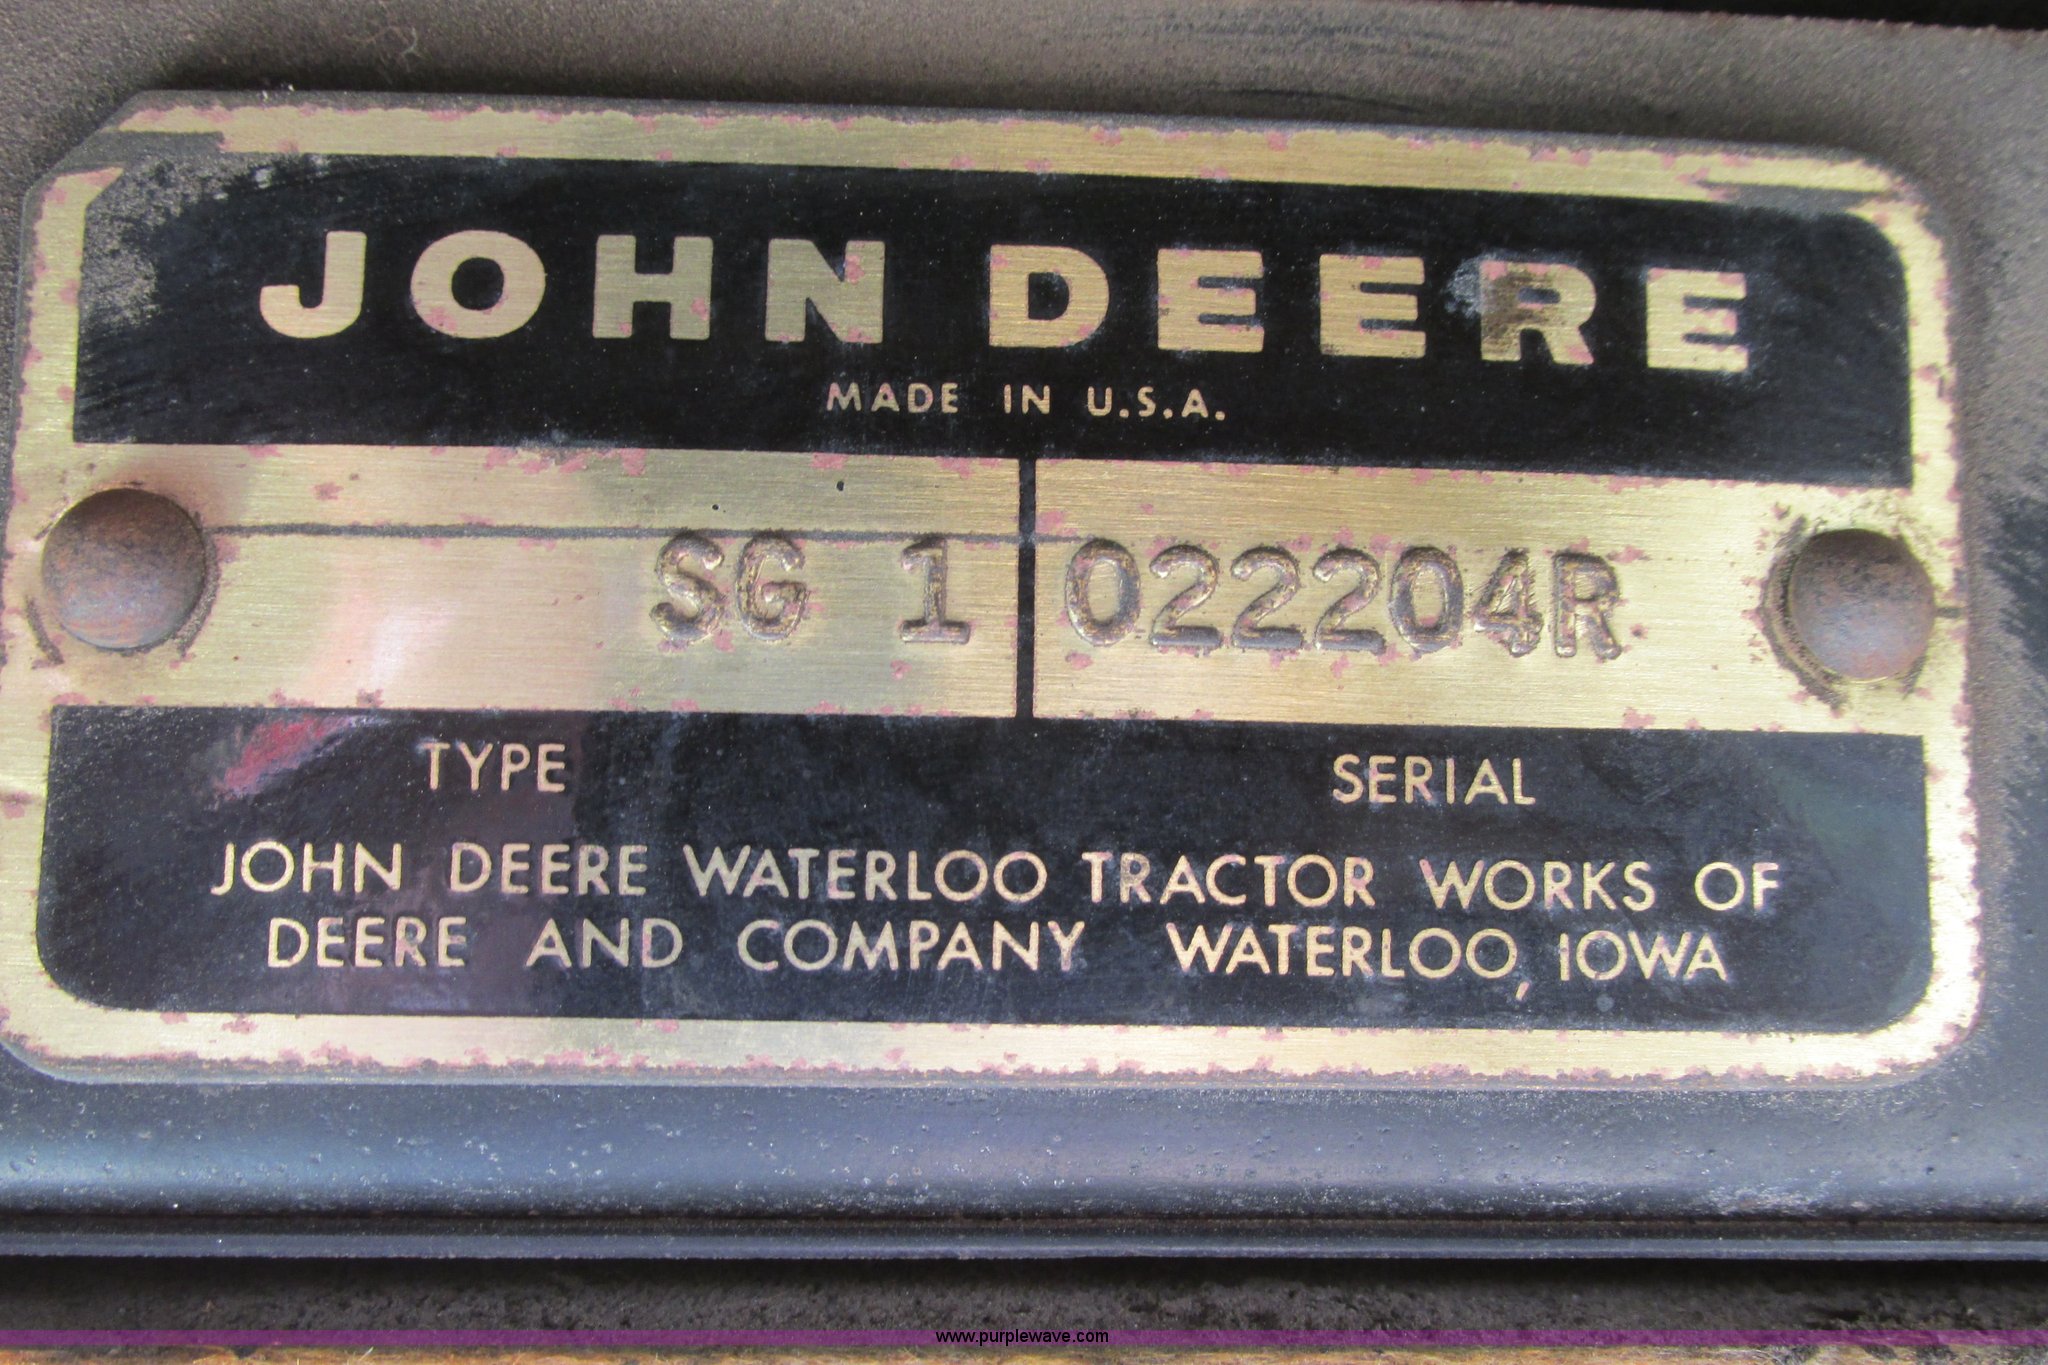 JOHN DEERE
MADE IN U.S.A.
SG 1 022204R
TYPE SERIAL
JOHN DEERE WATERLOO TRACTOR WORKS OF
DEERE AND COMPANY WATERLOO, IOWA
www.purplewave.com